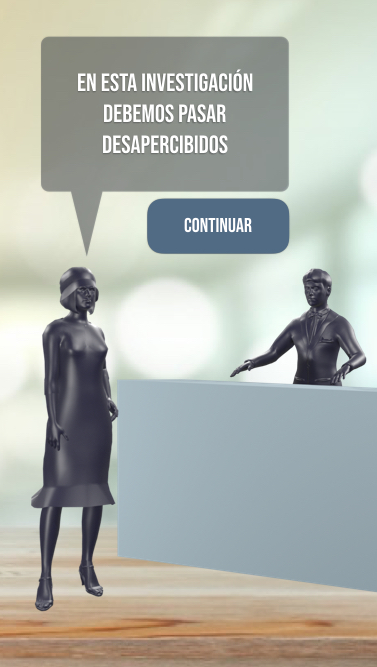 EN ESTA INVESTIGACIÓN
DEBEMOS PASAR
DESAPERCIBIDOS
CONTINUAR